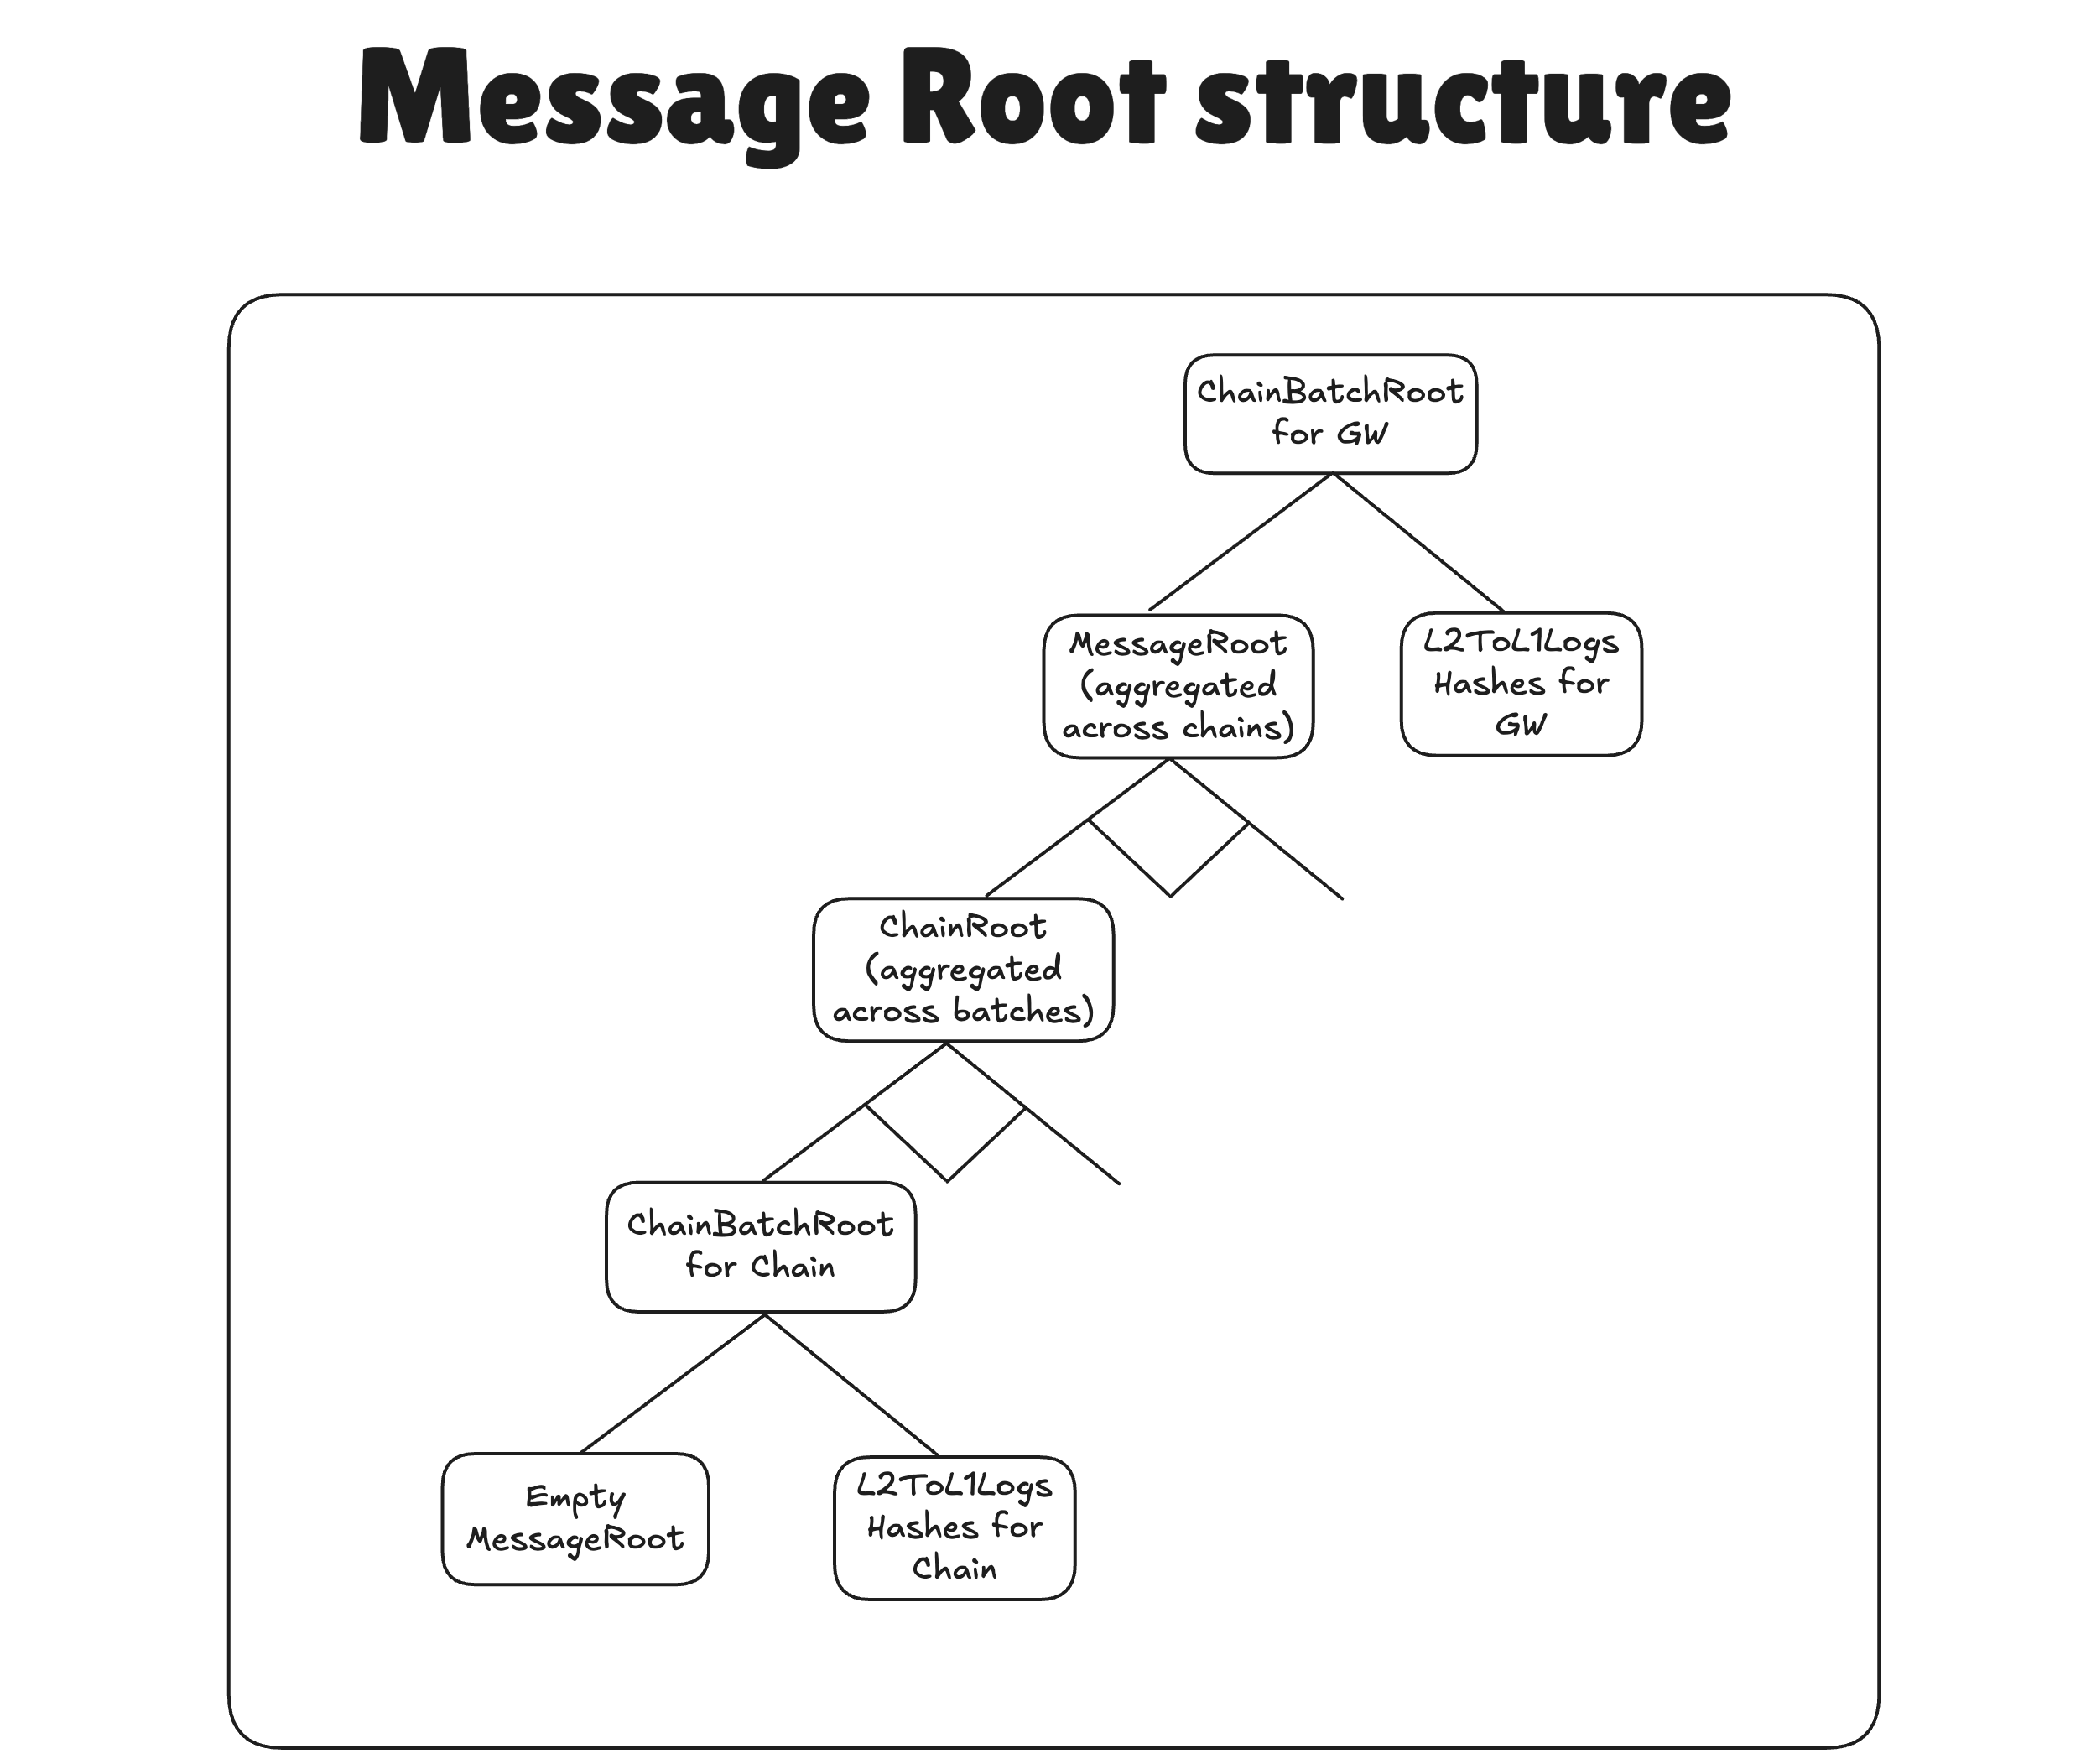 Message Root structure
ChainBatchRoot
for GW
MessageRoot
(aggregated
across chains)
L2ToL1Logs
Hashes for
GW
ChainRoot
(aggregated
across batches)
ChainBatchRoot
for Chain
Empty
MessageRoot
L2ToL1Logs
Hashes for
Chain